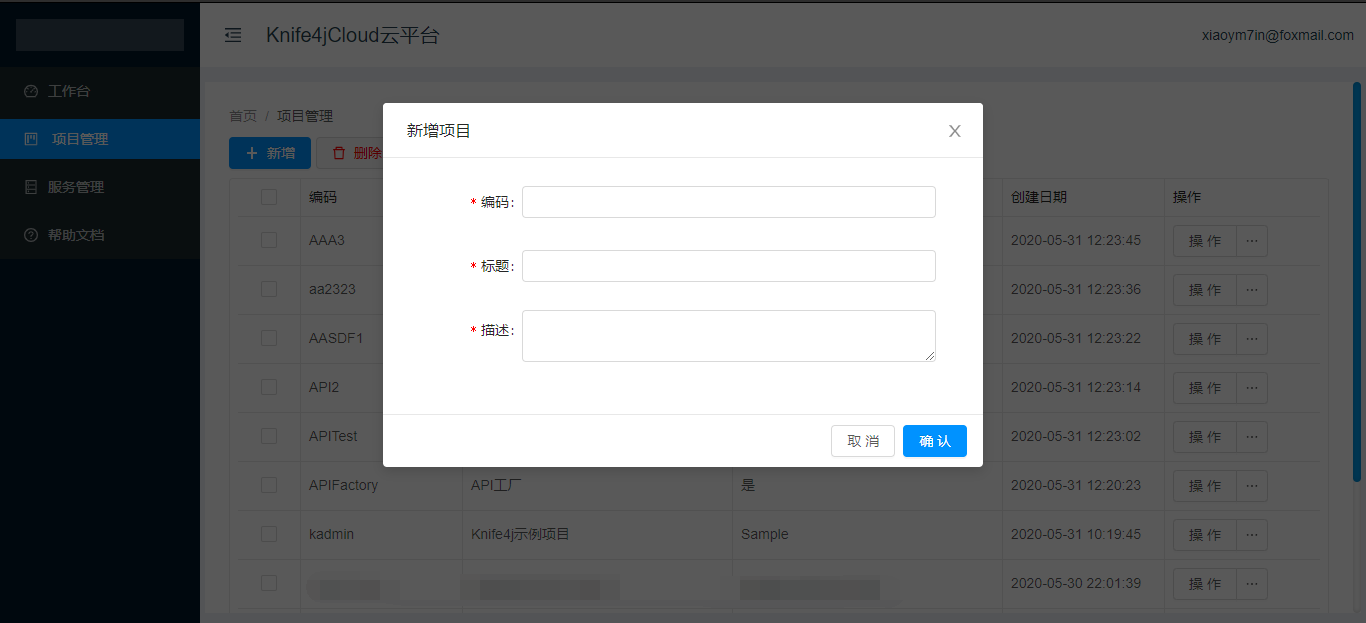 Knife4jCloud云平台
xiaoym7in@foxmail.com
工作台
项目管理
服务管理
帮助文档
首页 / 项目管理
新增 删除
新增项目
* 编码:
* 标题:
* 描述:
取 消 确 认
编码 创建日期 操作
AAA3 2020-05-31 12:23:45 操 作 ···
aa2323 2020-05-31 12:23:36 操 作 ···
AASDF1 2020-05-31 12:23:22 操 作 ···
API2 2020-05-31 12:23:14 操 作 ···
APITest 2020-05-31 12:23:02 操 作 ···
APIFactory API工厂 是 2020-05-31 12:20:23 操 作 ···
kadmin Knife4j示例项目 Sample 2020-05-31 10:19:45 操 作 ···
2020-05-30 22:01:39 操 作 ···